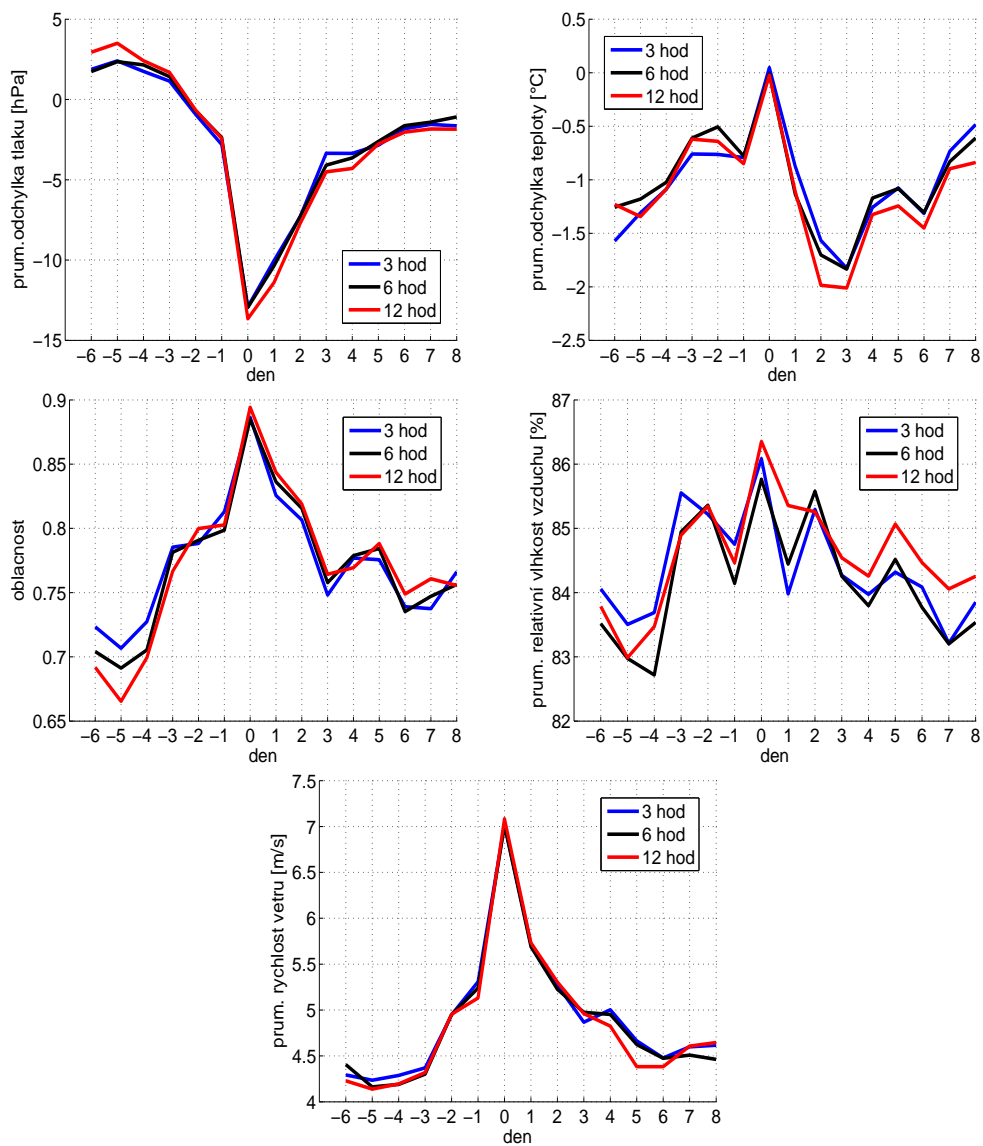 prum.odchylka tlaku [hPa]
5
0
−5
−10
−15
−6 −5 −4 −3 −2 −1 0 1 2 3 4 5 6 7 8
den
3 hod
6 hod
12 hod
prum.odchylka teploty [°C]
0.5
0
−0.5
−1
−1.5
−2
−2.5
−6 −5 −4 −3 −2 −1 0 1 2 3 4 5 6 7 8
den
3 hod
6 hod
12 hod
oblacnost
0.9
0.85
0.8
0.75
0.7
0.65
−6 −5 −4 −3 −2 −1 0 1 2 3 4 5 6 7 8
den
3 hod
6 hod
12 hod
prum. relativni vlhkost vzduchu [%]
87
86
85
84
83
82
−6 −5 −4 −3 −2 −1 0 1 2 3 4 5 6 7 8
den
3 hod
6 hod
12 hod
prum. rychlost vetru [m/s]
7.5
7
6.5
6
5.5
5
4.5
4
−6 −5 −4 −3 −2 −1 0 1 2 3 4 5 6 7 8
den
3 hod
6 hod
12 hod